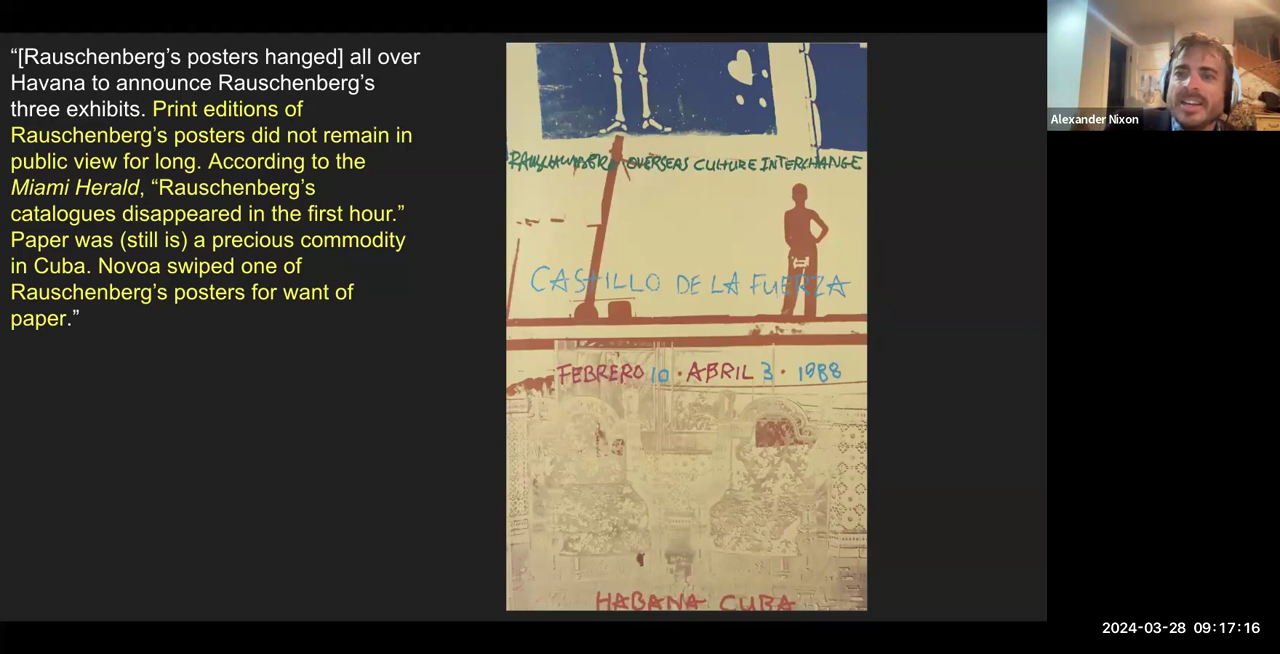 “[Rauschenberg’s posters hanged] all over
Havana to announce Rauschenberg’s
three exhibits. Print editions of
Rauschenberg’s posters did not remain in
public view for long. According to the
Miami Herald, “Rauschenberg’s
catalogues disappeared in the first hour.”
Paper was (still is) a precious commodity
in Cuba. Novoa swiped one of
Rauschenberg’s posters for want of
paper.”
RAUSCHENBERG OVERSEAS CULTURE INTERCHANGE
CASTILLO DE LA FUERZA
FEBRERO 10 · ABRIL 3 · 1988
HABANA CUBA
Alexander Nixon
2024-03-28 09:17:16